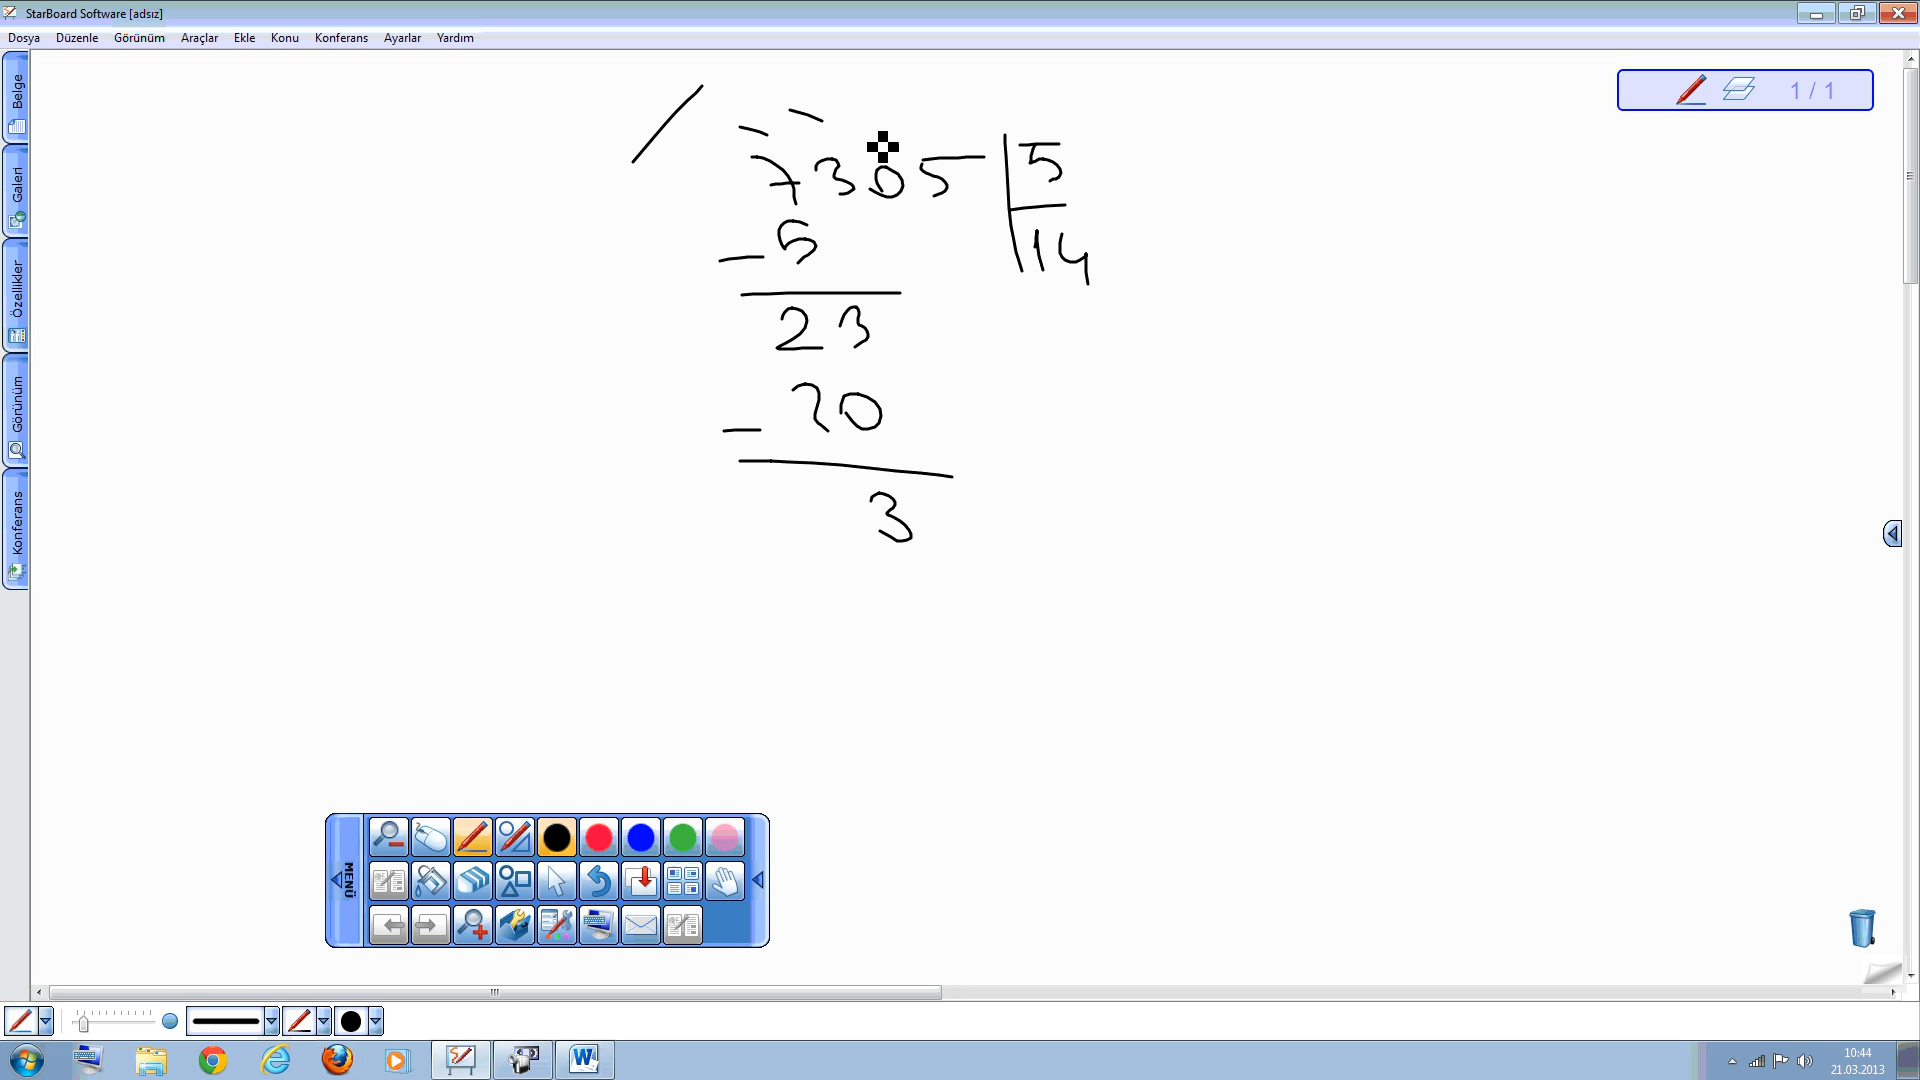 StarBoard Software [adsız]
Dosya Düzenle Görünüm Araçlar Ekle Konu Konferans Ayarlar Yardım
Belge
Galeri
Özellikler
Görünüm
Konferans
1 / 1
7305 5
- 5 14
23
- 20
3
MENÜ
10:44
21.03.2013